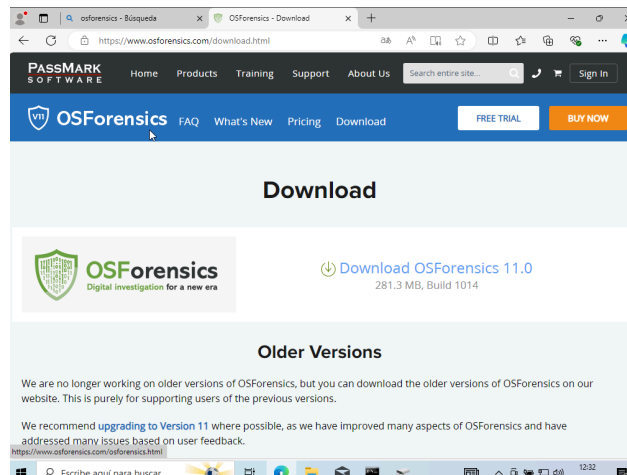 osforensics - Búsqueda
OSForensics - Download
https://www.osforensics.com/download.html
PASSMARK
SOFTWARE
Home Products Training Support About Us Search entire site... Sign In
V11 OSForensics FAQ What's New Pricing Download FREE TRIAL BUY NOW
Download
OSForensics
Digital investigation for a new era
Download OSForensics 11.0
281.3 MB, Build 1014
Older Versions
We are no longer working on older versions of OSForensics, but you can download the older versions of OSForensics on our
website. This is purely for supporting users of the previous versions.
We recommend upgrading to Version 11 where possible, as we have improved many aspects of OSForensics and have
addressed many issues based on user feedback.
https://www.osforensics.com/osforensics.html
Escribe aquí para buscar
12:32